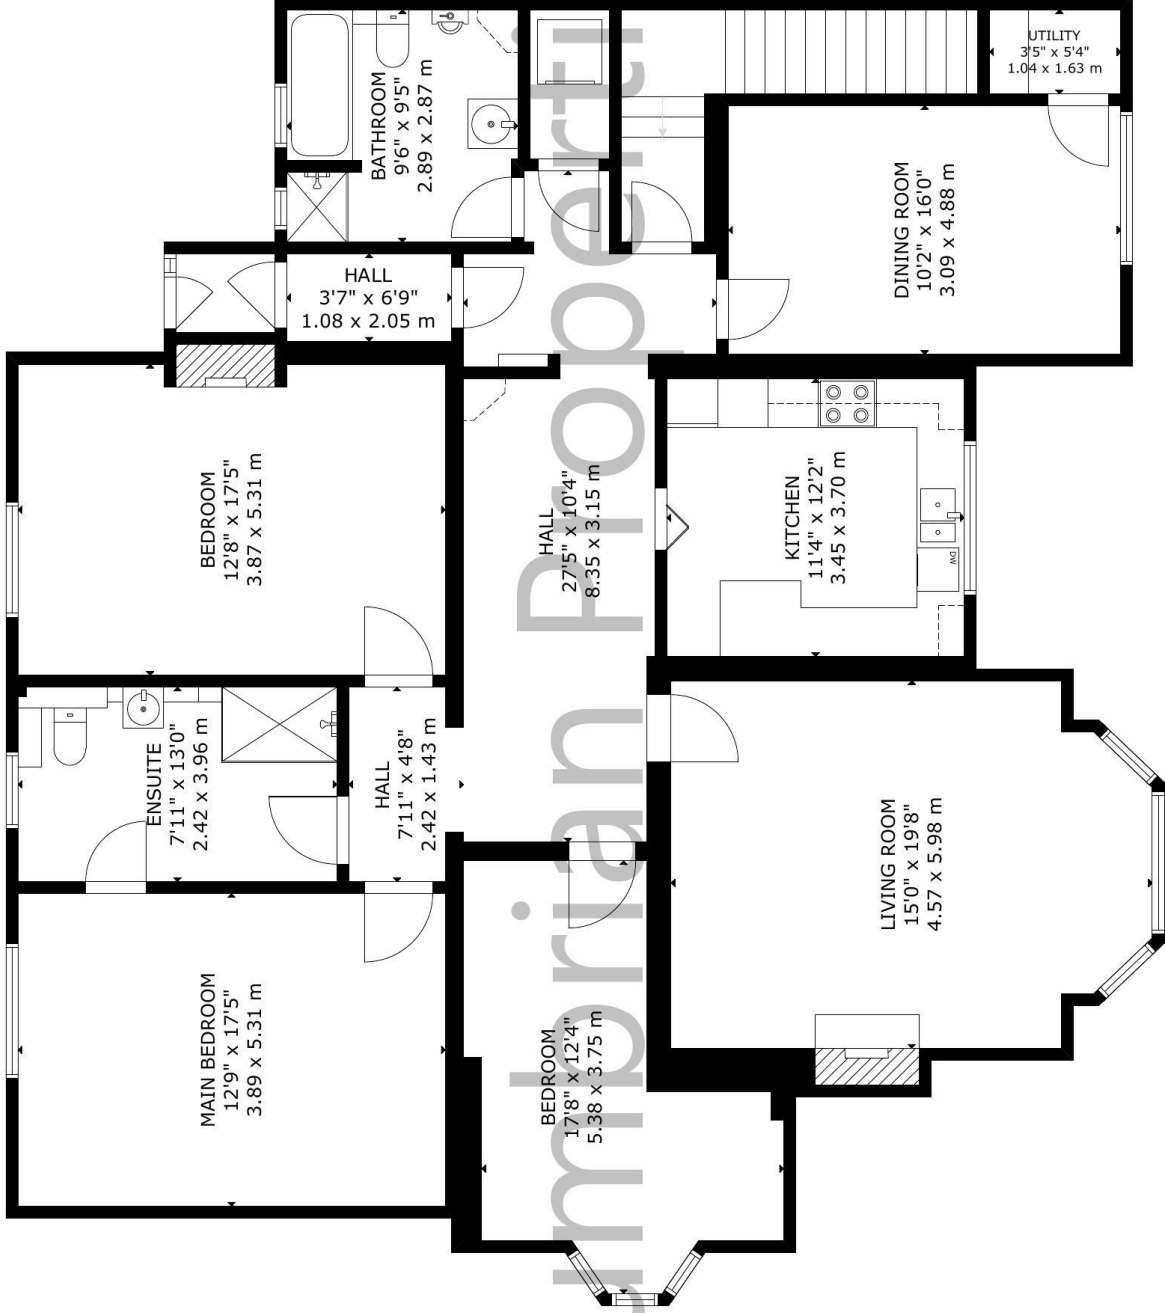 UTILITY
3'5" x 5'4"
1.04 x 1.63 m
BATHROOM
9'6" x 9'5"
2.89 x 2.87 m
DINING ROOM
10'2" x 16'0"
3.09 x 4.88 m
HALL
3'7" x 6'9"
1.08 x 2.05 m
BEDROOM
12'8" x 17'5"
3.87 x 5.31 m
HALL
27'5" x 10'4"
8.35 x 3.15 m
KITCHEN
11'4" x 12'2"
3.45 x 3.70 m
DW
ENSUITE
7'11" x 13'0"
2.42 x 3.96 m
HALL
7'11" x 4'8"
2.42 x 1.43 m
LIVING ROOM
15'0" x 19'8"
4.57 x 5.98 m
MAIN BEDROOM
12'9" x 17'5"
3.89 x 5.31 m
BEDROOM
17'8" x 12'4"
5.38 x 3.75 m
umbrian Properti